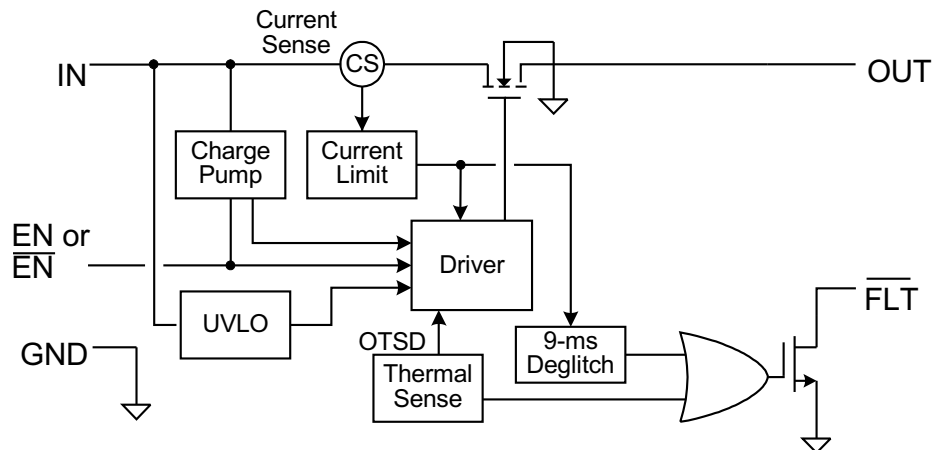 Current
Sense
IN
CS
OUT
Charge
Pump
Current
Limit
EN or
EN
Driver
FLT
UVLO
OTSD
9-ms
Deglitch
GND
Thermal
Sense